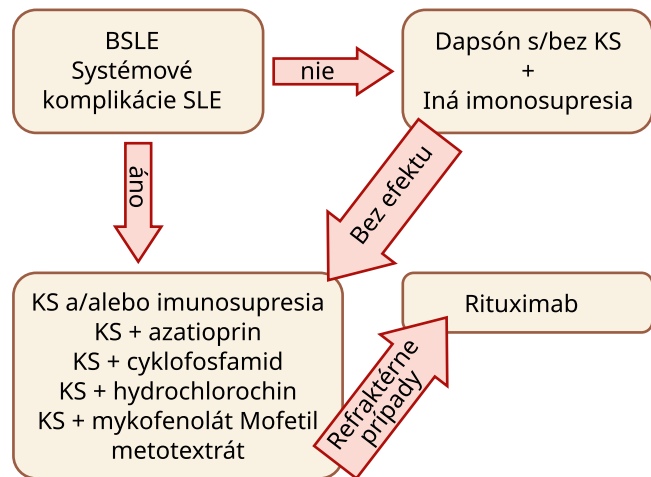 BSLE
Systémové
komplikácie SLE
nie
Dapsón s/bez KS
+
Iná imonosupresia
áno
Bez efektu
KS a/alebo imunosupresia
KS + azatioprin
KS + cyklofosfamid
KS + hydrochlorochin
KS + mykofenolát Mofetil
metotextrát
Refraktérne
prípady
Rituximab